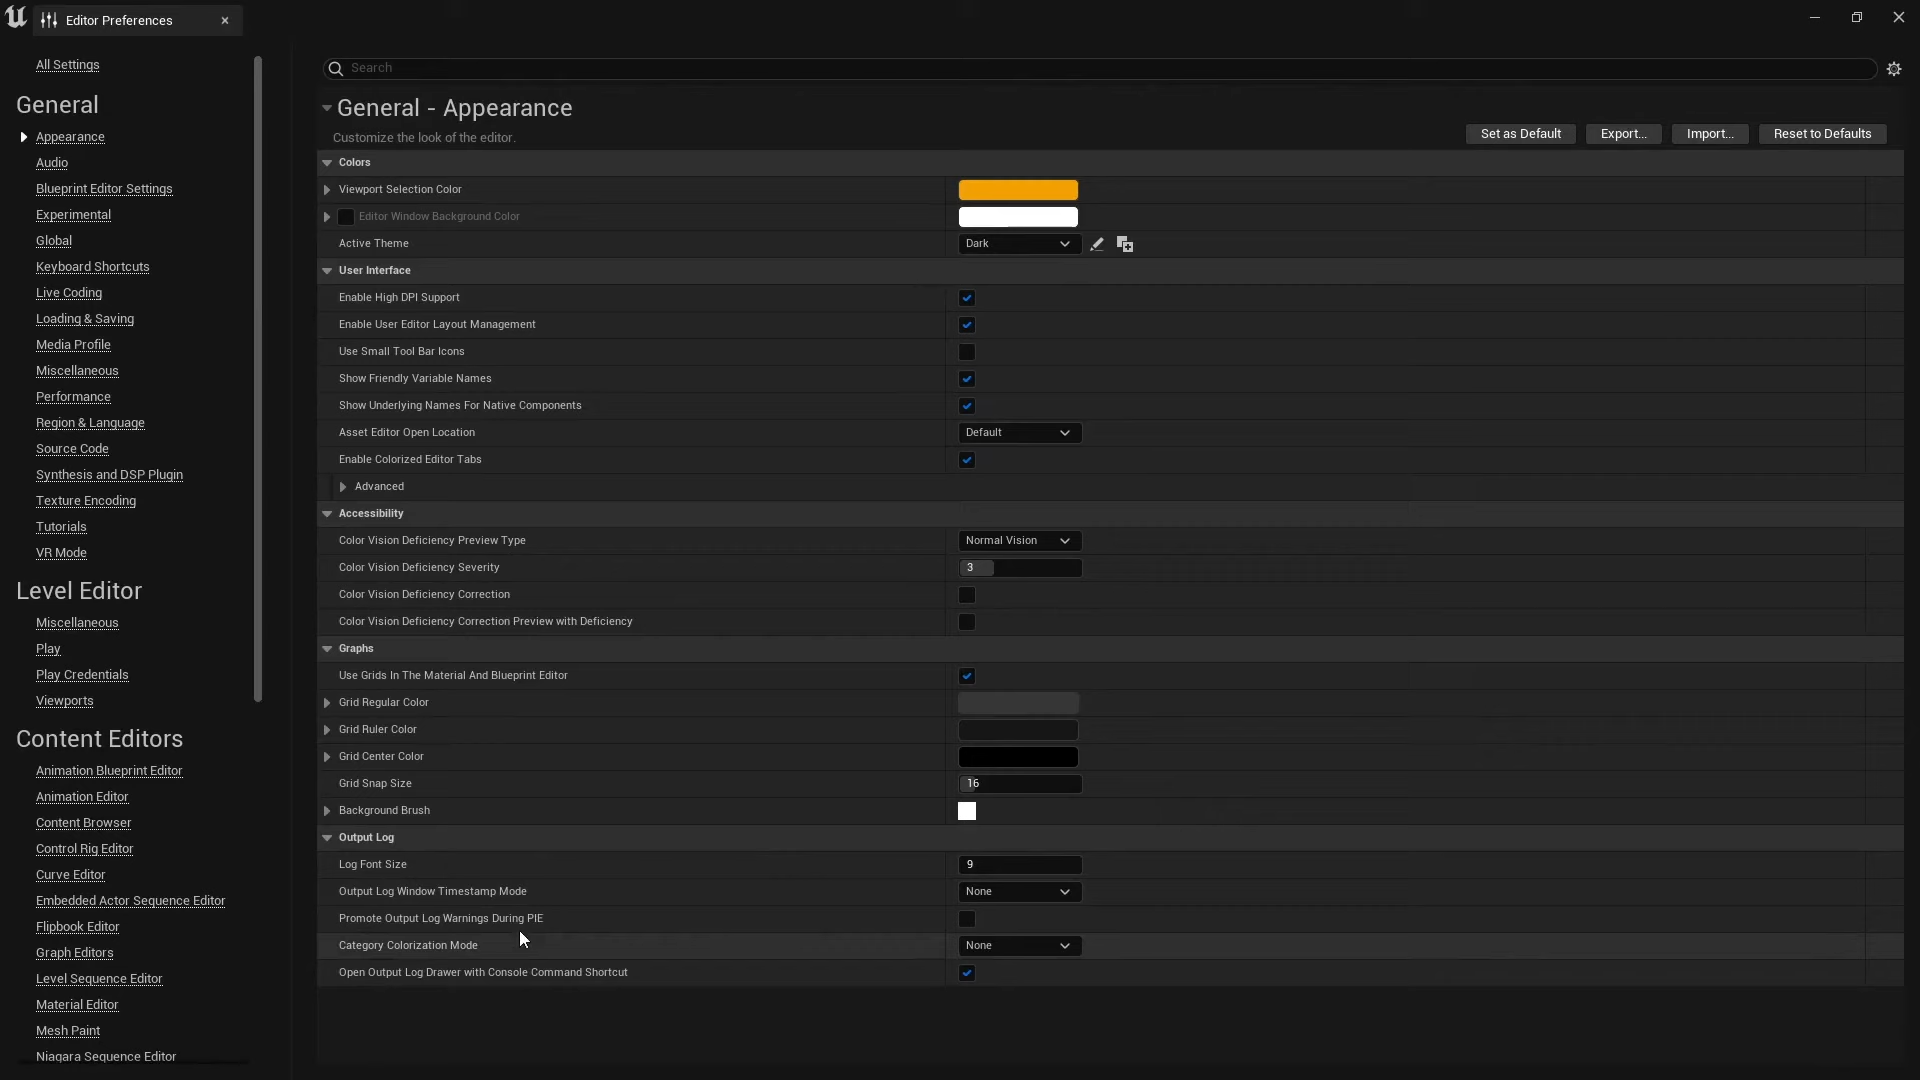 Editor Preferences
All Settings
General
Appearance
Audio
Blueprint Editor Settings
Experimental
Global
Keyboard Shortcuts
Live Coding
Loading & Saving
Media Profile
Miscellaneous
Performance
Region & Language
Source Code
Synthesis and DSP Plugin
Texture Encoding
Tutorials
VR Mode
Level Editor
Miscellaneous
Play
Play Credentials
Viewports
Content Editors
Animation Blueprint Editor
Animation Editor
Content Browser
Control Rig Editor
Curve Editor
Embedded Actor Sequence Editor
Flipbook Editor
Graph Editors
Level Sequence Editor
Material Editor
Mesh Paint
Niagara Sequence Editor
Search
General - Appearance
Customize the look of the editor.
Set as Default Export... Import... Reset to Defaults
Colors
Viewport Selection Color
Editor Window Background Color
Active Theme Dark
User Interface
Enable High DPI Support
Enable User Editor Layout Management
Use Small Tool Bar Icons
Show Friendly Variable Names
Show Underlying Names For Native Components
Asset Editor Open Location Default
Enable Colorized Editor Tabs
Advanced
Accessibility
Color Vision Deficiency Preview Type Normal Vision
Color Vision Deficiency Severity 3
Color Vision Deficiency Correction
Color Vision Deficiency Correction Preview with Deficiency
Graphs
Use Grids In The Material And Blueprint Editor
Grid Regular Color
Grid Ruler Color
Grid Center Color
Grid Snap Size 16
Background Brush
Output Log
Log Font Size 9
Output Log Window Timestamp Mode None
Promote Output Log Warnings During PIE
Category Colorization Mode None
Open Output Log Drawer with Console Command Shortcut